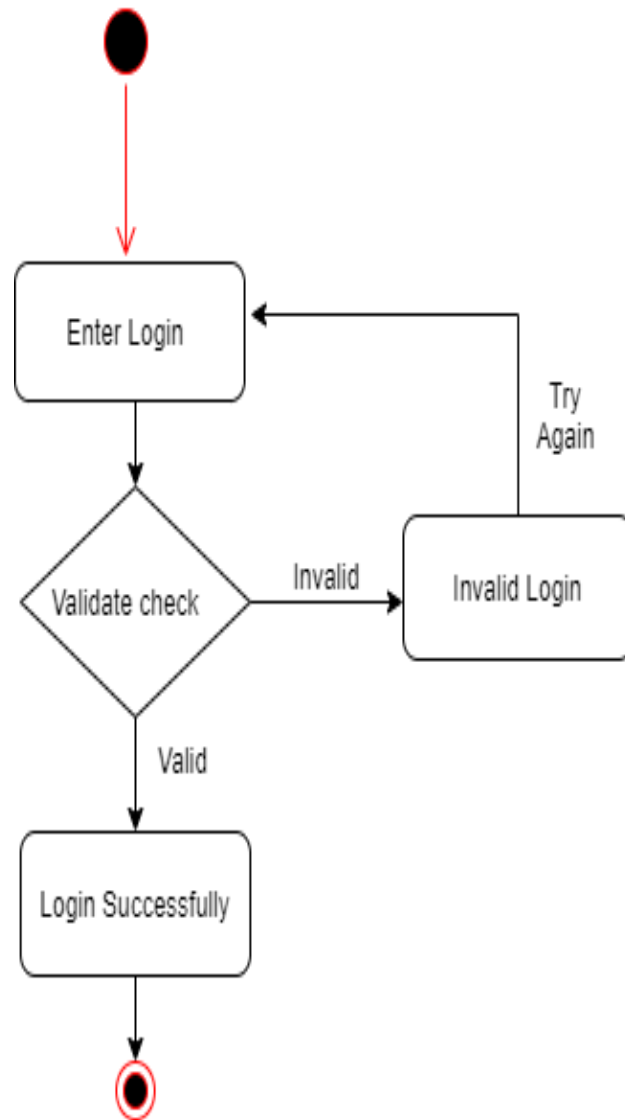 Enter Login
Try
Again
Validate check
Invalid
Invalid Login
Valid
Login Successfully